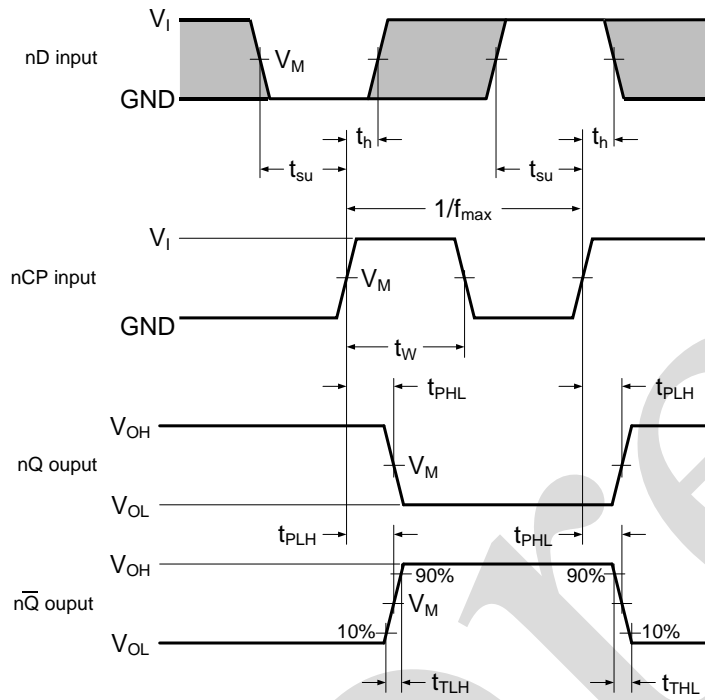 V_I
nD input
V_M
GND
t_h
t_h
t_su
t_su
1/f_max
V_I
nCP input
V_M
GND
t_W
t_PHL
t_PLH
V_OH
nQ ouput
V_M
V_OL
t_PLH
t_PHL
V_OH
90%
90%
nQ̅ ouput
V_M
10%
10%
V_OL
t_TLH
t_THL